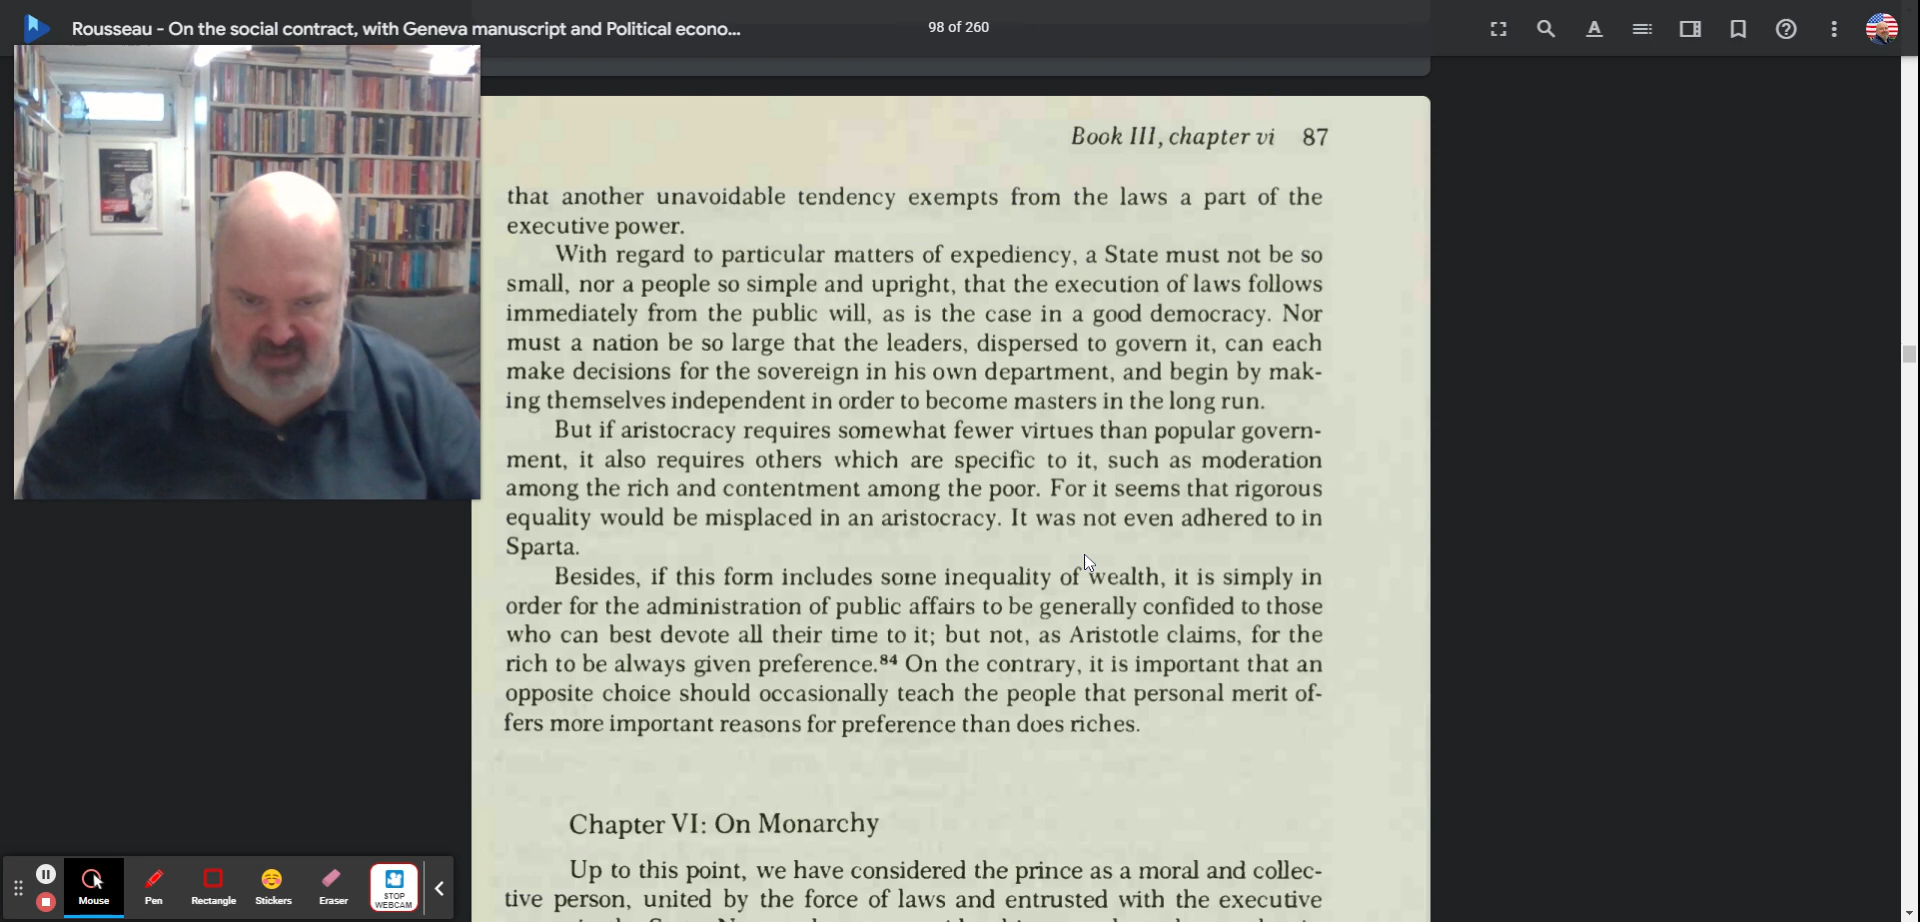 Rousseau - On the social contract, with Geneva manuscript and Political econo...
98 of 260
Book III, chapter vi 87
that another unavoidable tendency exempts from the laws a part of the
executive power.
With regard to particular matters of expediency, a State must not be so
small, nor a people so simple and upright, that the execution of laws follows
immediately from the public will, as is the case in a good democracy. Nor
must a nation be so large that the leaders, dispersed to govern it, can each
make decisions for the sovereign in his own department, and begin by mak-
ing themselves independent in order to become masters in the long run.
But if aristocracy requires somewhat fewer virtues than popular govern-
ment, it also requires others which are specific to it, such as moderation
among the rich and contentment among the poor. For it seems that rigorous
equality would be misplaced in an aristocracy. It was not even adhered to in
Sparta.
Besides, if this form includes some inequality of wealth, it is simply in
order for the administration of public affairs to be generally confided to those
who can best devote all their time to it; but not, as Aristotle claims, for the
rich to be always given preference.84 On the contrary, it is important that an
opposite choice should occasionally teach the people that personal merit of-
fers more important reasons for preference than does riches.
Chapter VI: On Monarchy
Up to this point, we have considered the prince as a moral and collec-
tive person, united by the force of laws and entrusted with the executive
Mouse
Pen
Rectangle
Stickers
Eraser
STOP
WEBCAM